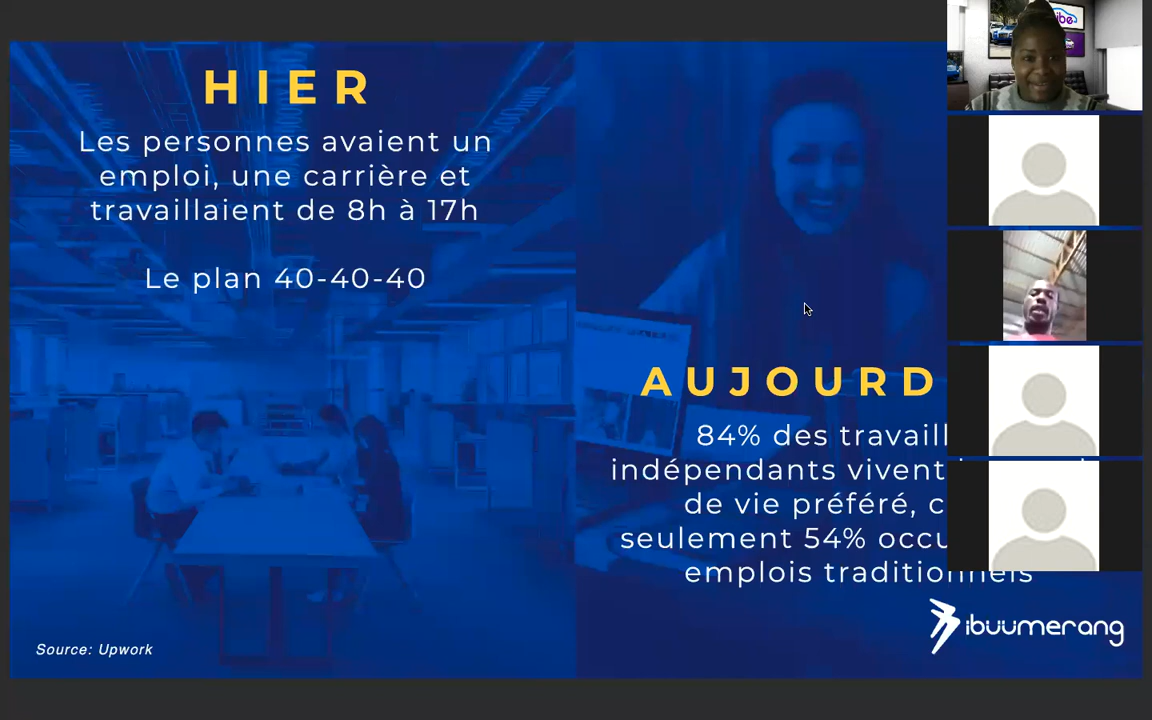 HIER
Les personnes avaient un
emploi, une carrière et
travaillaient de 8h à 17h
Le plan 40-40-40
AUJOURD
84% des travaill
indépendants vivent
de vie préféré, c
seulement 54% occu
emplois traditionnels
Source: Upwork
ibuumerang